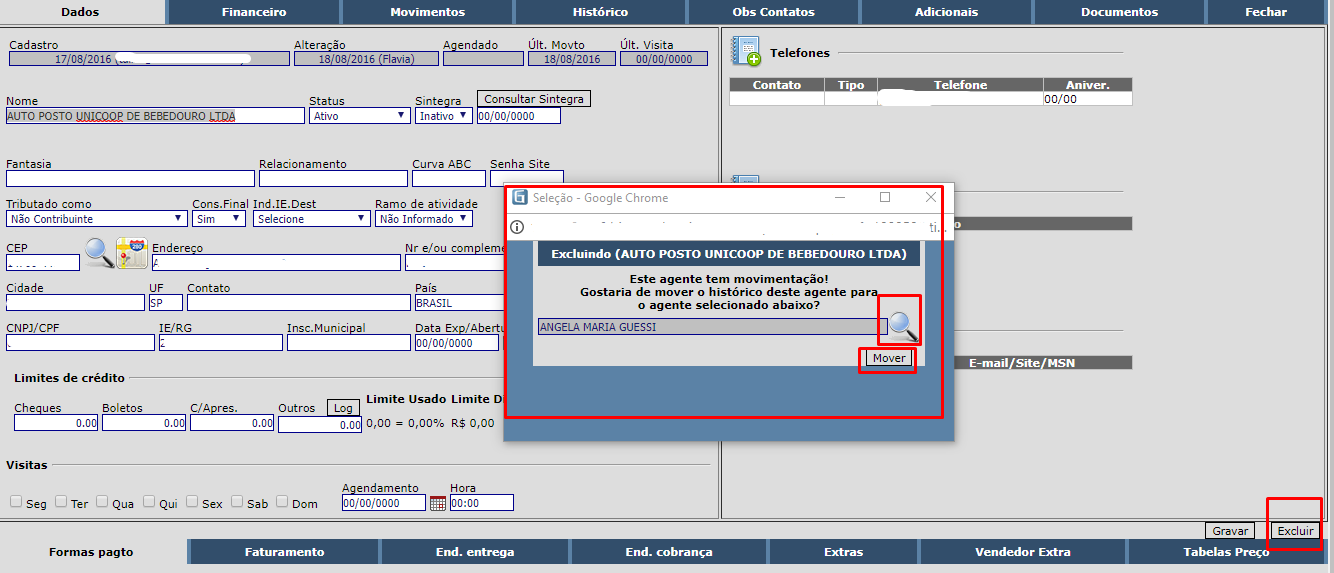 Dados Financeiro Movimentos Histórico Obs Contatos Adicionais Documentos Fechar
Cadastro Alteração Agendado Últ. Movto Últ. Visita
17/08/2016 18/08/2016 (Flavia) 18/08/2016 00/00/0000
Nome Status Sintegra Consultar Sintegra
AUTO POSTO UNICOOP DE BEBEDOURO LTDA Ativo Inativo 00/00/0000
Fantasia Relacionamento Curva ABC Senha Site
Tributado como Cons.Final Ind.IE.Dest Ramo de atividade
Não Contribuinte Sim Selecione Não Informado
CEP Endereço Nr e/ou compleme
Cidade UF Contato País
SP BRASIL
CNPJ/CPF IE/RG Insc.Municipal Data Exp/Abertu
00/00/0000
Limites de crédito
Cheques Boletos C/Apres. Outros Log Limite Usado Limite D
0.00 0.00 0.00 0.00 0,00 = 0,00% R$ 0,00
Visitas
Seg Ter Qua Qui Sex Sab Dom
Agendamento Hora
00/00/0000 00:00
Telefones
Contato Tipo Telefone Aniver.
00/00
E-mail/Site/MSN
Seleção - Google Chrome
Excluindo (AUTO POSTO UNICOOP DE BEBEDOURO LTDA)
Este agente tem movimentação!
Gostaria de mover o histórico deste agente para
o agente selecionado abaixo?
ANGELA MARIA GUESSI
Mover
Gravar Excluir
Formas pagto Faturamento End. entrega End. cobrança Extras Vendedor Extra Tabelas Preço